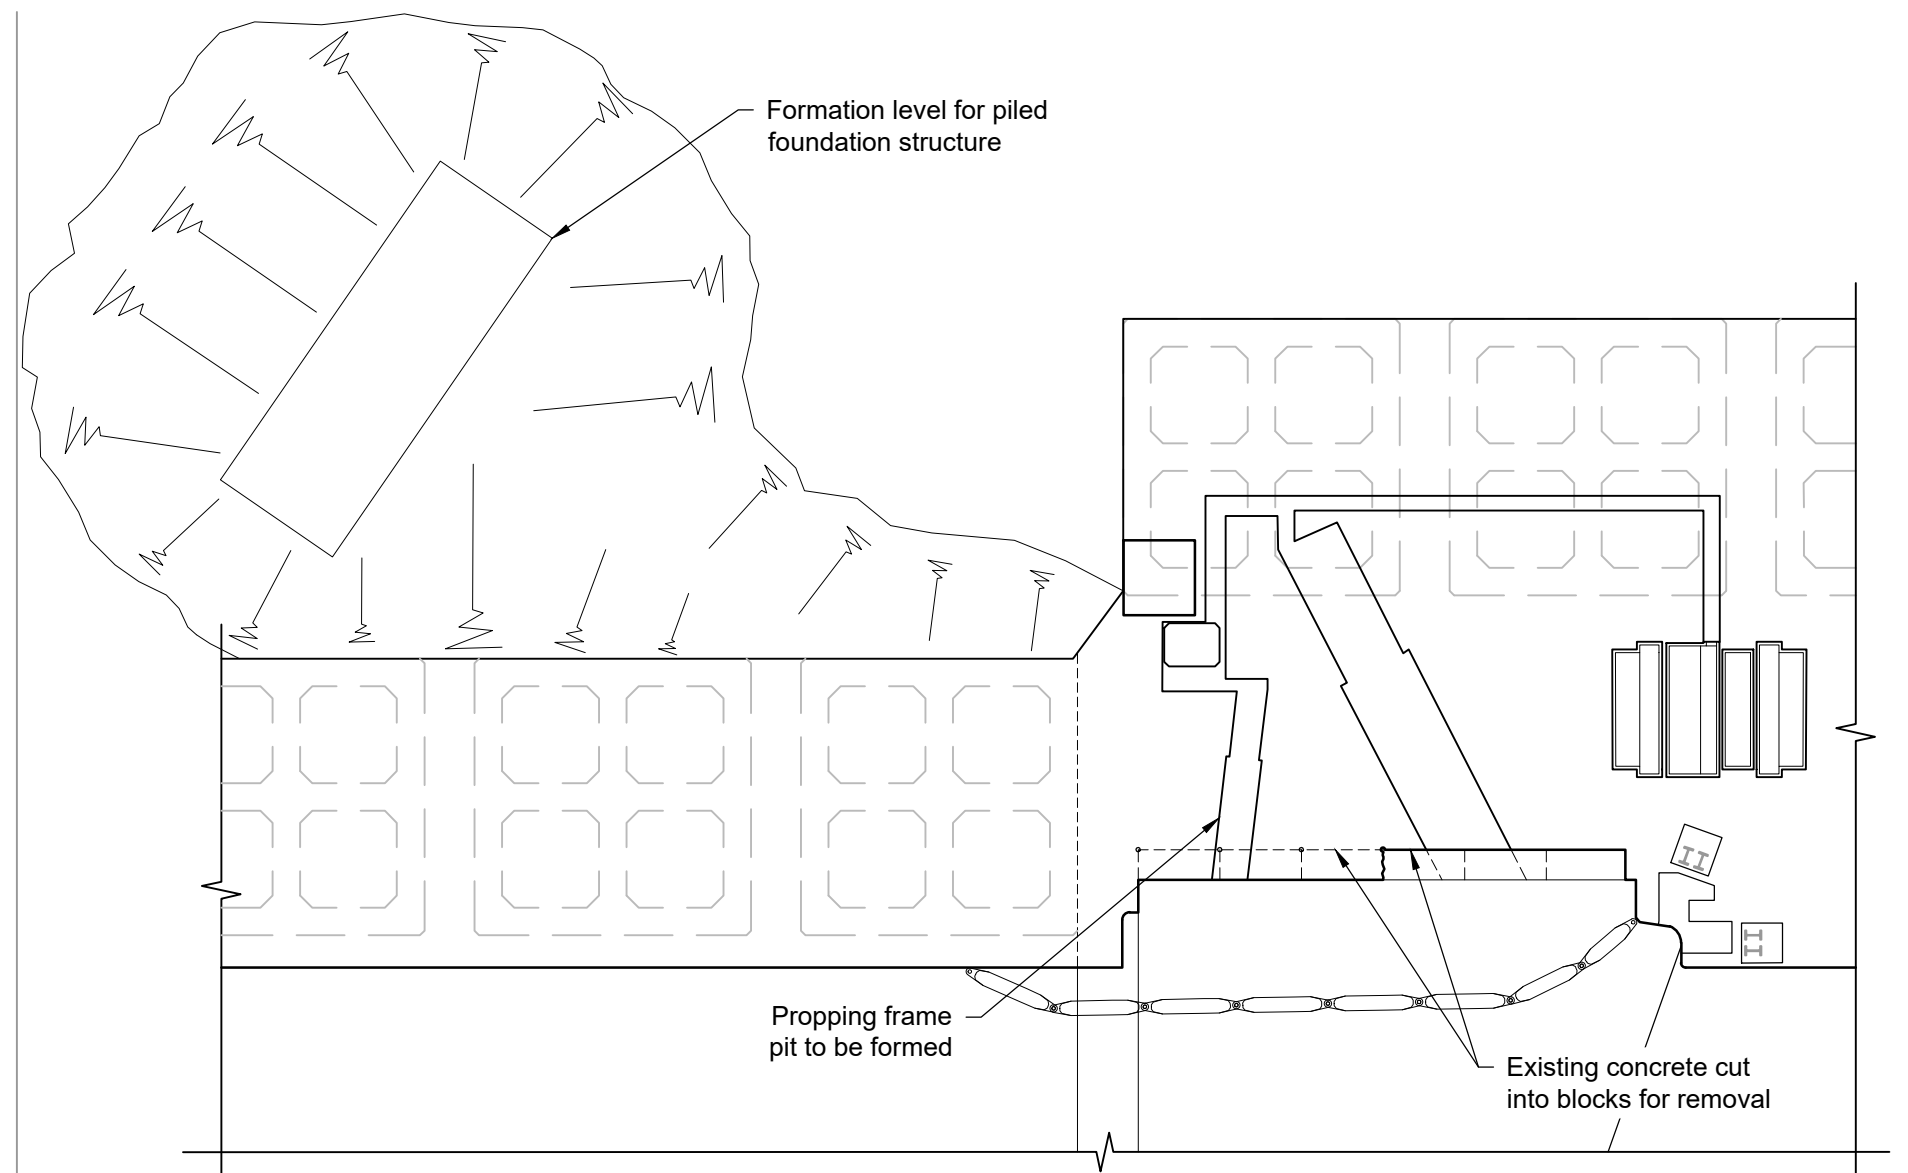 Formation level for piled
foundation structure
Propping frame
pit to be formed
Existing concrete cut
into blocks for removal